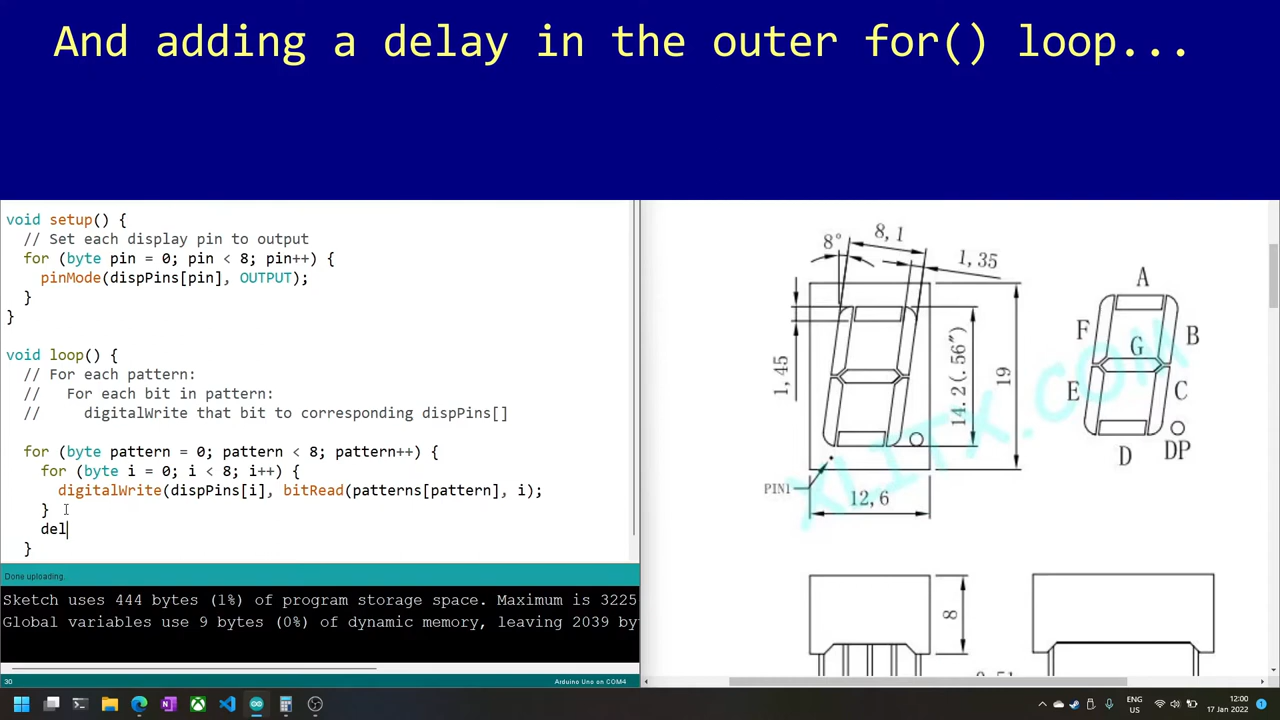 And adding a delay in the outer for() loop...
void setup() {
// Set each display pin to output
for (byte pin = 0; pin < 8; pin++) {
pinMode(dispPins[pin], OUTPUT);
}
}
void loop() {
// For each pattern:
//   For each bit in pattern:
//     digitalWrite that bit to corresponding dispPins[]
for (byte pattern = 0; pattern < 8; pattern++) {
for (byte i = 0; i < 8; i++) {
digitalWrite(dispPins[i], bitRead(patterns[pattern], i);
}
del
}
Done uploading.
Sketch uses 444 bytes (1%) of program storage space. Maximum is 3225
Global variables use 9 bytes (0%) of dynamic memory, leaving 2039 by
30
Arduino Uno on COM4
8°
8,1
1,35
1,45
14.2(.56")
19
PIN1
12,6
A
F
B
G
E
C
D
DP
8
ENG
US
12:00
17 Jan 2022